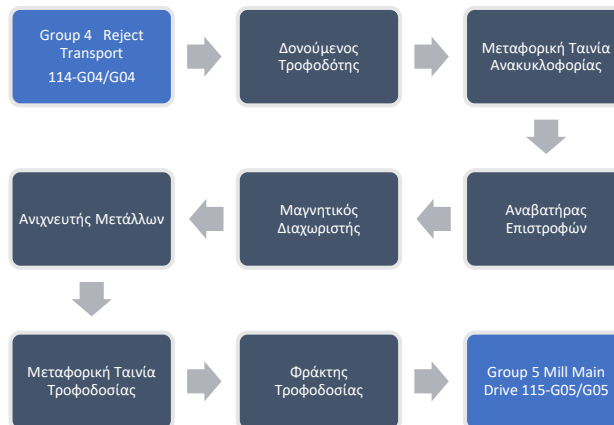 Group 4 Reject
Transport
114-G04/G04
Δονούμενος
Τροφοδότης
Μεταφορική Ταινία
Ανακυκλοφορίας
Ανιχνευτής Μετάλλων
Μαγνητικός
Διαχωριστής
Αναβατήρας
Επιστροφών
Μεταφορική Ταινία
Τροφοδοσίας
Φράκτης
Τροφοδοσίας
Group 5 Mill Main
Drive 115-G05/G05